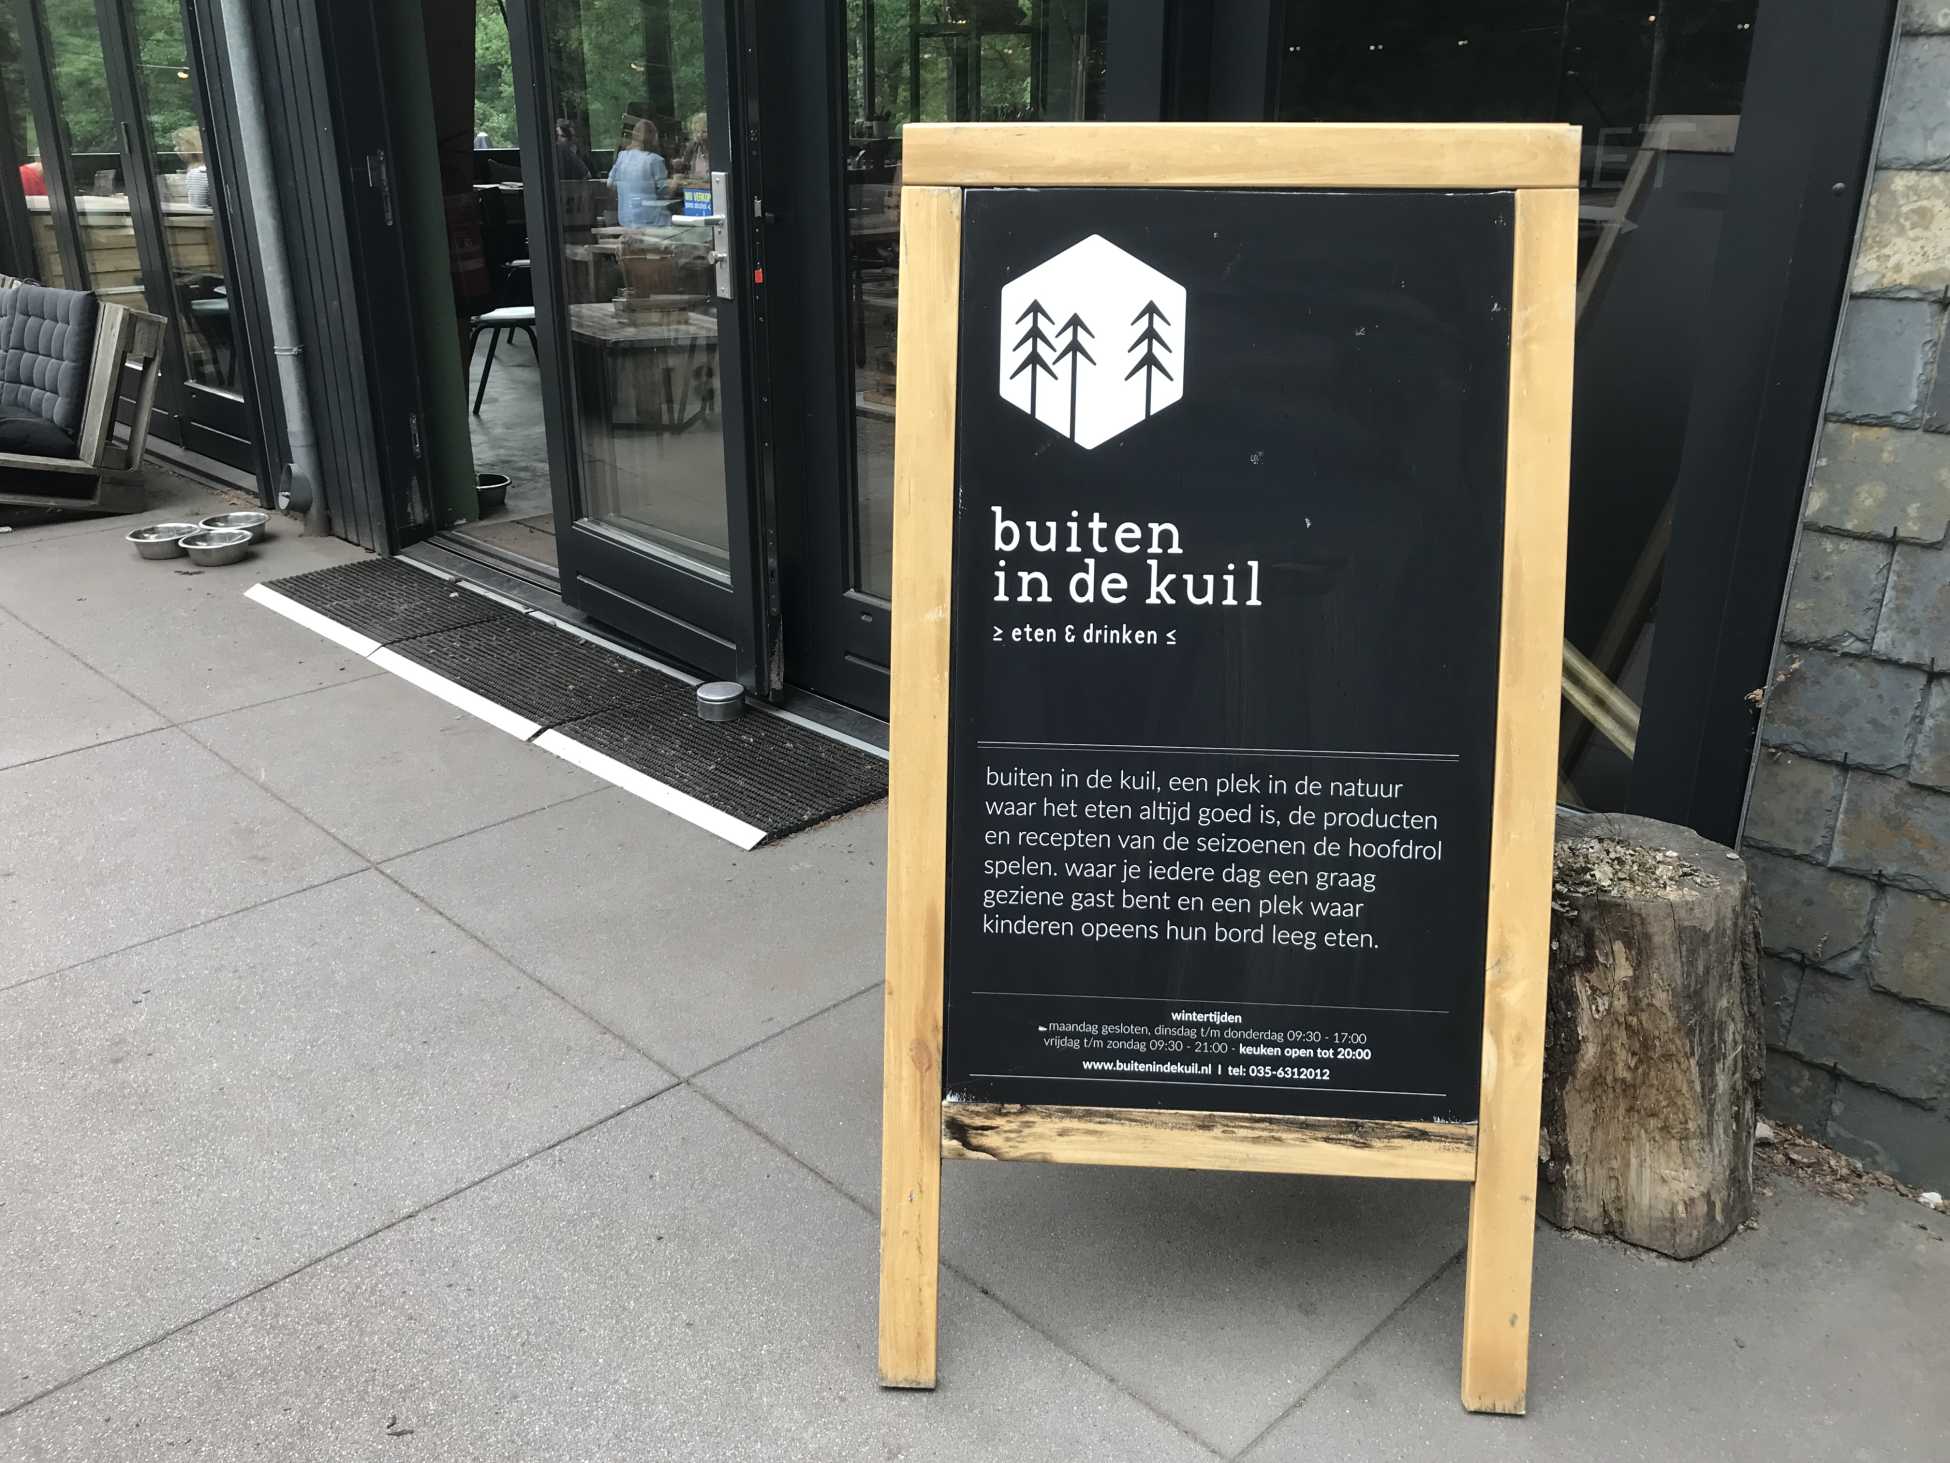 buiten
in de kuil
≥ eten & drinken ≤
buiten in de kuil, een plek in de natuur
waar het eten altijd goed is, de producten
en recepten van de seizoenen de hoofdrol
spelen. waar je iedere dag een graag
geziene gast bent en een plek waar
kinderen opeens hun bord leeg eten.
wintertijden
maandag gesloten, dinsdag t/m donderdag 09:30 - 17:00
vrijdag t/m zondag 09:30 - 21:00 - keuken open tot 20:00
www.buitenindekuil.nl | tel: 035-6312012